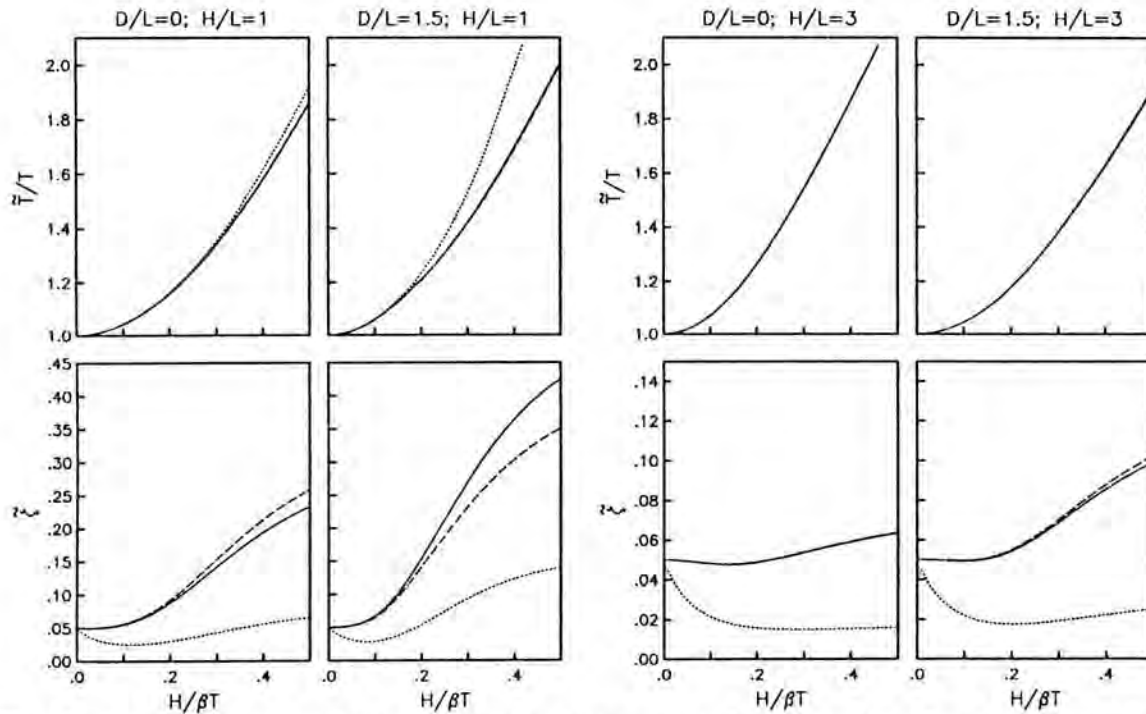 D/L=0; H/L=1
D/L=1.5; H/L=1
D/L=0; H/L=3
D/L=1.5; H/L=3
T̃/T
2.0
1.8
1.6
1.4
1.2
1.0
T̃/T
2.0
1.8
1.6
1.4
1.2
1.0
ξ̃
.45
.40
.35
.30
.25
.20
.15
.10
.05
.00
ξ̃
.14
.12
.10
.08
.06
.04
.02
.00
.0 .2 .4
.0 .2 .4
.0 .2 .4
.0 .2 .4
H/βT
H/βT
H/βT
H/βT